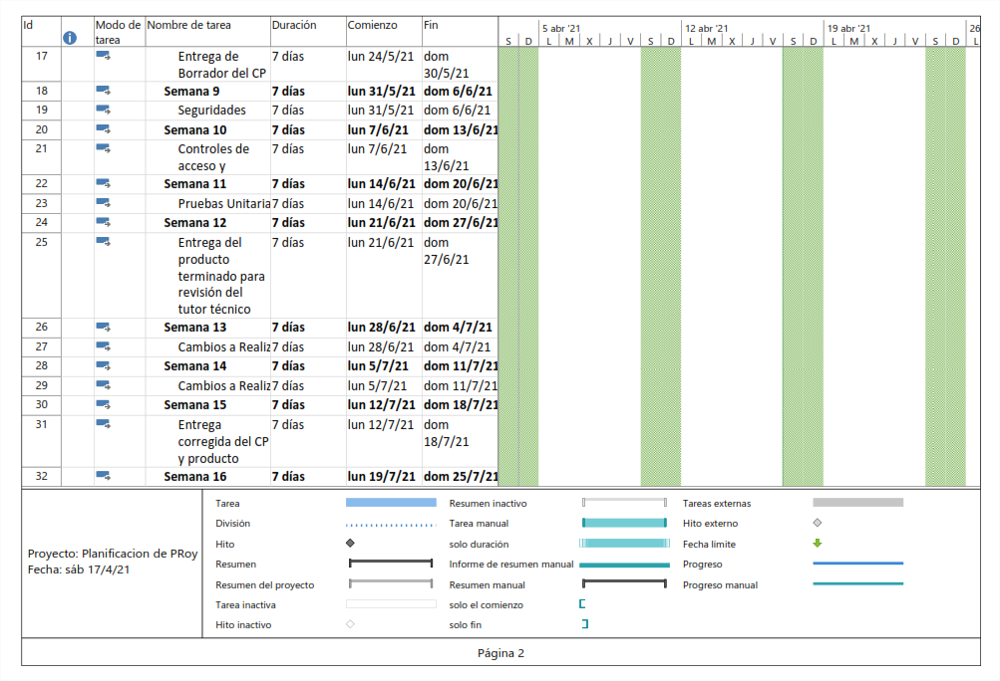 Id Modo de Nombre de tarea Duración Comienzo Fin 5 abr '21 12 abr '21 19 abr '21 26
i tarea S D L M X J V S D L M X J V S D L M X J V S D L
17 Entrega de 7 días lun 24/5/21 dom
Borrador del CP 30/5/21
18 Semana 9 7 días lun 31/5/21 dom 6/6/21
19 Seguridades 7 días lun 31/5/21 dom 6/6/21
20 Semana 10 7 días lun 7/6/21 dom 13/6/21
21 Controles de 7 días lun 7/6/21 dom
acceso y 13/6/21
22 Semana 11 7 días lun 14/6/21 dom 20/6/21
23 Pruebas Unitaria 7 días lun 14/6/21 dom 20/6/21
24 Semana 12 7 días lun 21/6/21 dom 27/6/21
25 Entrega del 7 días lun 21/6/21 dom
producto 27/6/21
terminado para
revisión del
tutor técnico
26 Semana 13 7 días lun 28/6/21 dom 4/7/21
27 Cambios a Realiz 7 días lun 28/6/21 dom 4/7/21
28 Semana 14 7 días lun 5/7/21 dom 11/7/21
29 Cambios a Realiz 7 días lun 5/7/21 dom 11/7/21
30 Semana 15 7 días lun 12/7/21 dom 18/7/21
31 Entrega 7 días lun 12/7/21 dom
corregida del CP 18/7/21
y producto
32 Semana 16 7 días lun 19/7/21 dom 25/7/21
Proyecto: Planificacion de PRoy
Fecha: sáb 17/4/21
Tarea Resumen inactivo Tareas externas
División Tarea manual Hito externo
Hito solo duración Fecha límite
Resumen Informe de resumen manual Progreso
Resumen del proyecto Resumen manual Progreso manual
Tarea inactiva solo el comienzo
Hito inactivo solo fin
Página 2